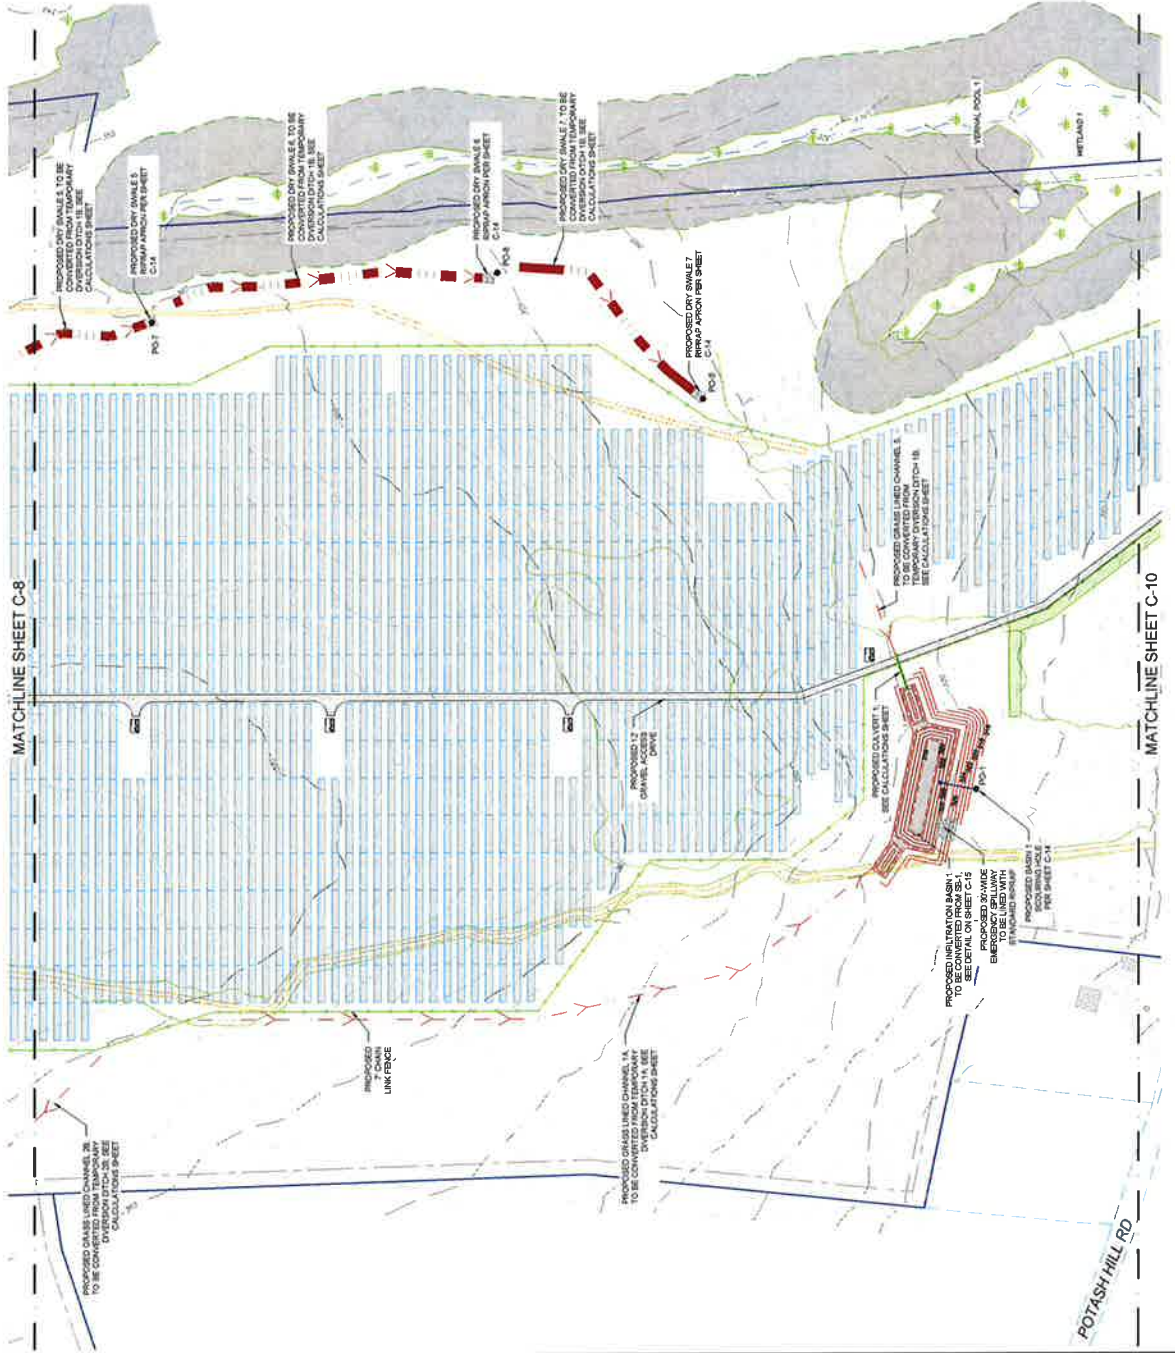 MATCHLINE SHEET C-8
PROPOSED DRY SWALE 5, TO BE
CONVERTED FROM TEMPORARY
DIVERSION DITCH 1B, SEE
CALCULATIONS SHEET
PROPOSED DRY SWALE 5
RIPRAP APRON PER SHEET
C-14
PO-7
PROPOSED DRY SWALE 6, TO BE
CONVERTED FROM TEMPORARY
DIVERSION DITCH 1B, SEE
CALCULATIONS SHEET
PROPOSED DRY SWALE 6
RIPRAP APRON PER SHEET
C-14
PROPOSED DRY SWALE 7, TO BE
CONVERTED FROM TEMPORARY
DIVERSION DITCH 1B, SEE
CALCULATIONS SHEET
PROPOSED DRY SWALE 7
RIPRAP APRON PER SHEET
C-14
VERNAL POOL 1
WETLAND 1
PROPOSED GRASS LINED CHANNEL 5,
TO BE CONVERTED FROM
TEMPORARY DIVERSION DITCH 1B,
SEE CALCULATIONS SHEET
PROPOSED 12'
GRAVEL ACCESS
DRIVE
PROPOSED CULVERT 1,
SEE CALCULATIONS SHEET
PO-1
PROPOSED INFILTRATION BASIN 1
TO BE CONVERTED FROM SB-1,
SEE DETAIL ON SHEET C-15
PROPOSED 30'-WIDE
EMERGENCY SPILLWAY
TO BE LINED WITH
STANDARD RIPRAP
PROPOSED BASIN 1
SCOURING HOLE
PER SHEET C-14
PROPOSED
7' CHAIN
LINK FENCE
PROPOSED GRASS LINED CHANNEL 1A,
TO BE CONVERTED FROM TEMPORARY
DIVERSION DITCH 1A, SEE
CALCULATIONS SHEET
PROPOSED GRASS LINED CHANNEL 2B,
TO BE CONVERTED FROM TEMPORARY
DIVERSION DITCH 2B, SEE
CALCULATIONS SHEET
POTASH HILL RD
MATCHLINE SHEET C-10